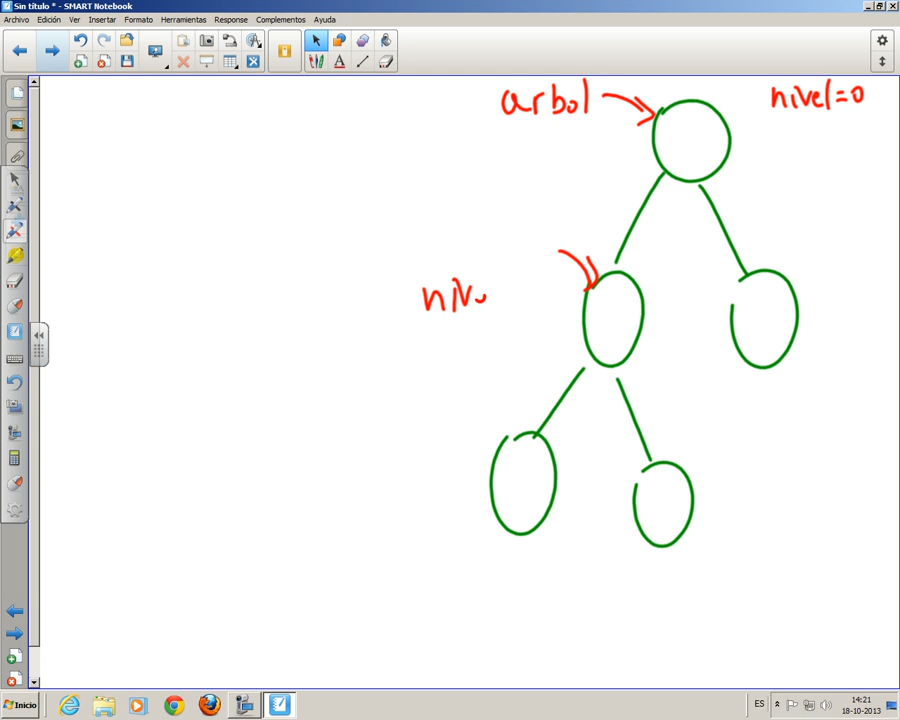 Sin título * - SMART Notebook
Archivo Edición Ver Insertar Formato Herramientas Response Complementos Ayuda
arbol
nivel=0
niv
Inicio
ES
14:21
18-10-2013